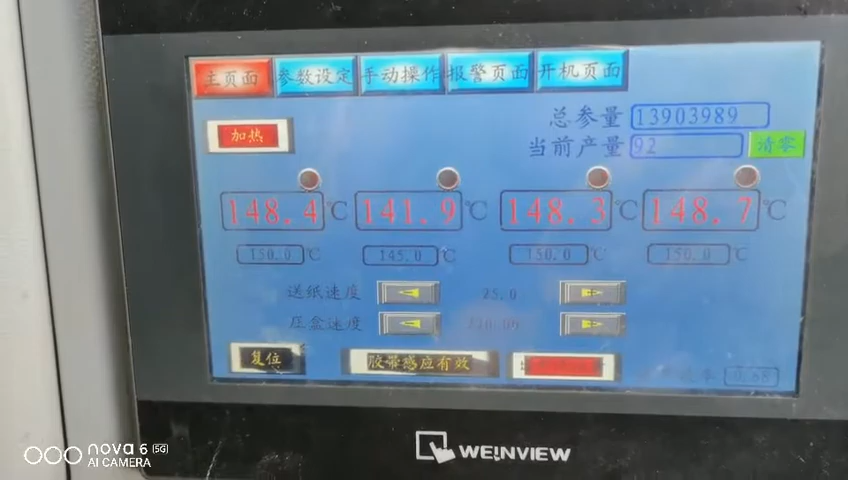 主页面 参数设定 手动操作 报警页面 开机页面
总参量 13903989
加热
当前产量 92 清零
148.4℃ 141.9℃ 148.3℃ 148.7℃
150.0℃ 145.0℃ 150.0℃ 150.0℃
送纸速度 25.0
压盒速度
复位 胶带感应有效
0.68
WEINVIEW
nova 6 5G
AI CAMERA